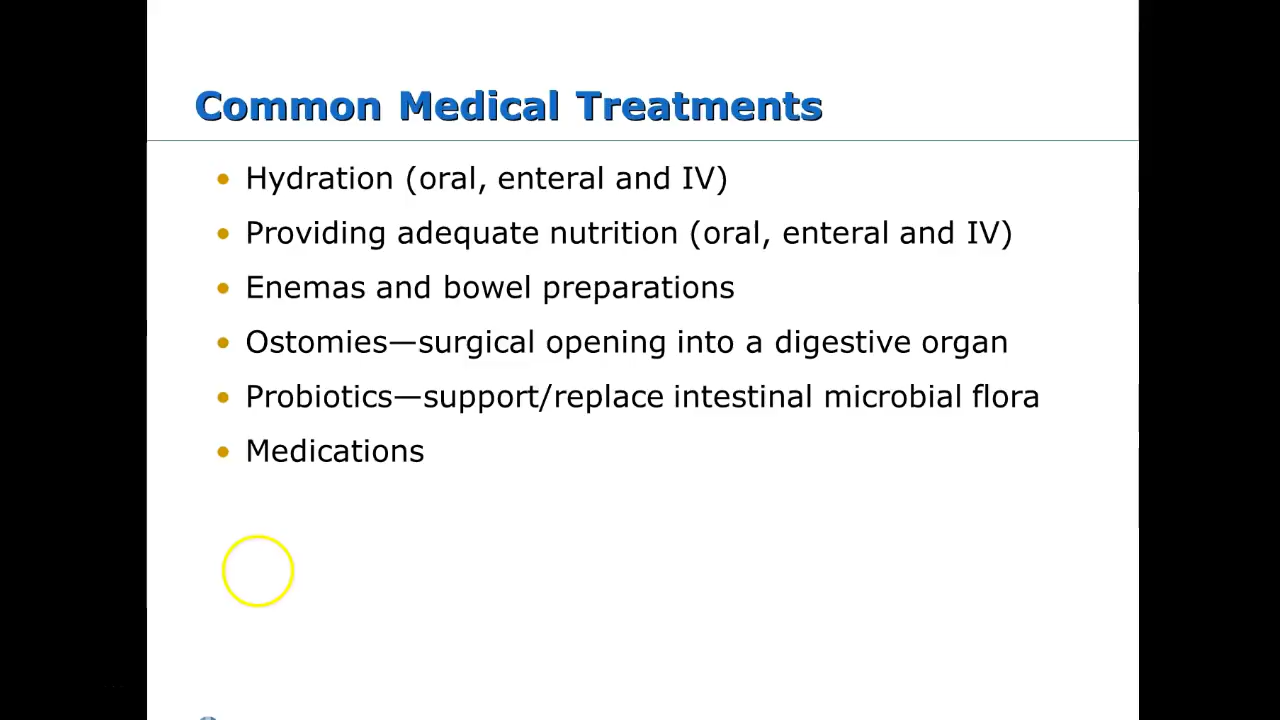 Common Medical Treatments
• Hydration (oral, enteral and IV)
• Providing adequate nutrition (oral, enteral and IV)
• Enemas and bowel preparations
• Ostomies—surgical opening into a digestive organ
• Probiotics—support/replace intestinal microbial flora
• Medications